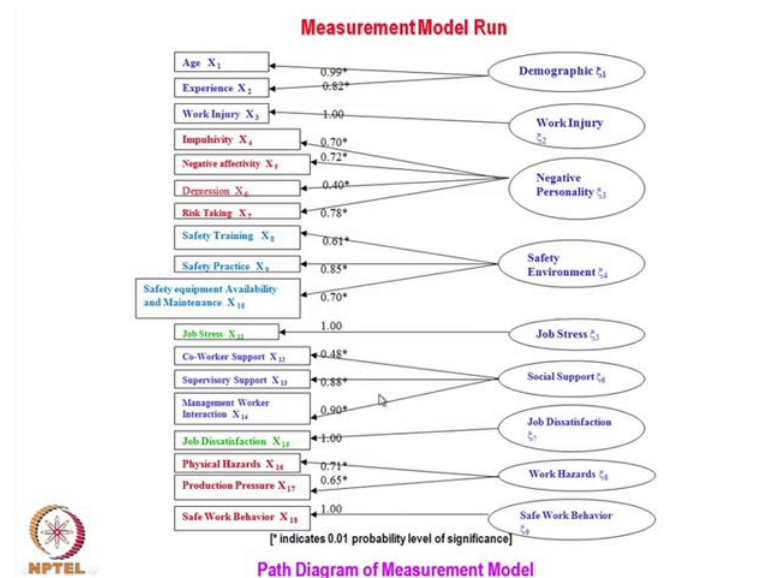 Measurement Model Run
Age X₁
0.99*
Demographic ξ₁
Experience X₂
0.82*
Work Injury X₃
1.00
Work Injury
ξ₂
Impulsivity X₄
0.70*
Negative affectivity X₅
0.72*
Negative
Personality ξ₃
Depression X₆
0.40*
Risk Taking X₇
0.78*
Safety Training X₈
0.61*
Safety Practice X₉
0.85*
Safety
Environment ξ₄
Safety equipment Availability
and Maintenance X₁₀
0.70*
Job Stress X₁₁
1.00
Job Stress ξ₅
Co-Worker Support X₁₂
0.48*
Supervisory Support X₁₃
0.88*
Social Support ξ₆
Management Worker
Interaction X₁₄
0.90*
Job Dissatisfaction X₁₅
1.00
Job Dissatisfaction
ξ₇
Physical Hazards X₁₆
0.71*
Work Hazards ξ₈
Production Pressure X₁₇
0.65*
Safe Work Behavior X₁₈
1.00
Safe Work Behavior
ξ₉
[* indicates 0.01 probability level of significance]
NPTEL
Path Diagram of Measurement Model